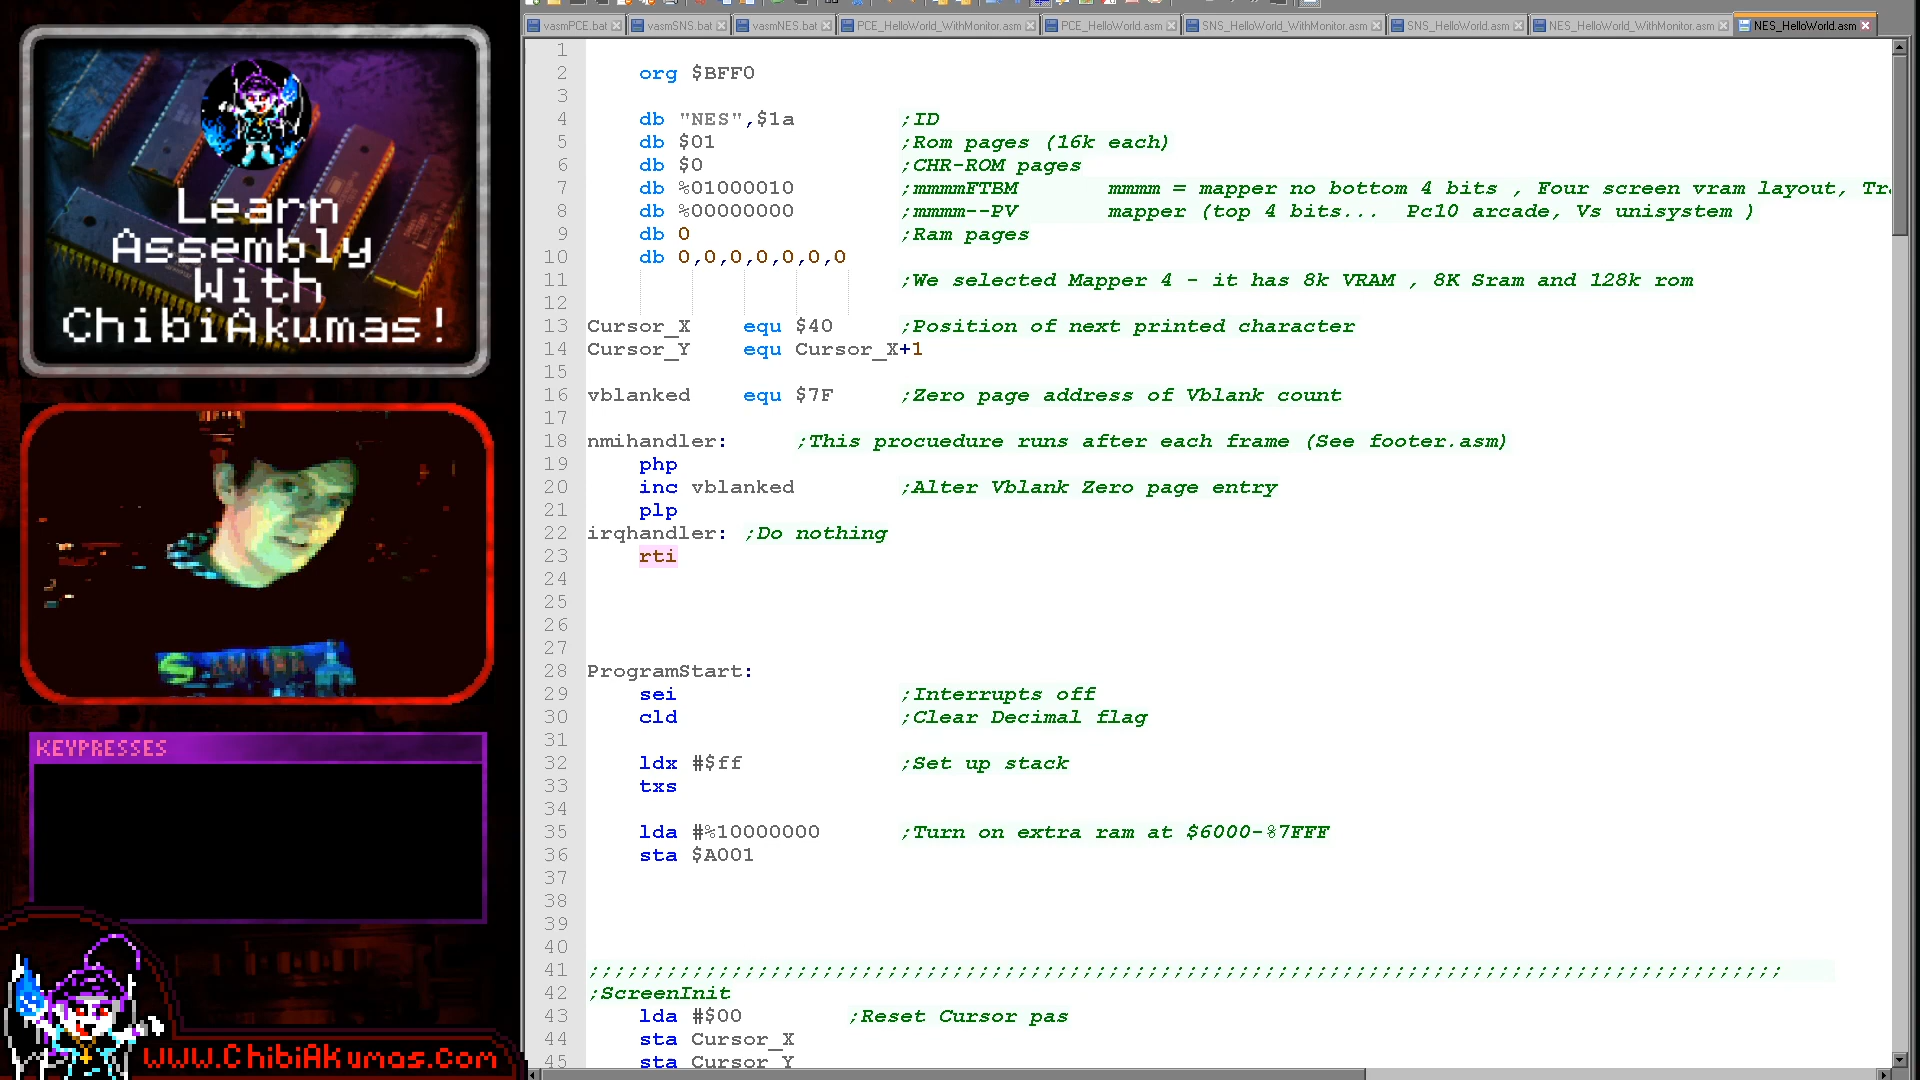 Learn
Assembly
With
ChibiAkumas!
KEYPRESSES
www.ChibiAkumas.com
vasmPCE.bat vasmSNS.bat vasmNES.bat PCE_HelloWorld_WithMonitor.asm PCE_HelloWorld.asm SNS_HelloWorld_WithMonitor.asm SNS_HelloWorld.asm NES_HelloWorld_WithMonitor.asm NES_HelloWorld.asm
1
2 org $BFF0
3
4 db "NES",$1a ;ID
5 db $01 ;Rom pages (16k each)
6 db $0 ;CHR-ROM pages
7 db %01000010 ;mmmmFTBM mmmm = mapper no bottom 4 bits , Four screen vram layout, Tr
8 db %00000000 ;mmmm--PV mapper (top 4 bits... Pc10 arcade, Vs unisystem )
9 db 0 ;Ram pages
10 db 0,0,0,0,0,0,0
11 ;We selected Mapper 4 - it has 8k VRAM , 8K Sram and 128k rom
12
13 Cursor_X equ $40 ;Position of next printed character
14 Cursor_Y equ Cursor_X+1
15
16 vblanked equ $7F ;Zero page address of Vblank count
17
18 nmihandler: ;This procuedure runs after each frame (See footer.asm)
19 php
20 inc vblanked ;Alter Vblank Zero page entry
21 plp
22 irqhandler: ;Do nothing
23 rti
24
25
26
27
28 ProgramStart:
29 sei ;Interrupts off
30 cld ;Clear Decimal flag
31
32 ldx #$ff ;Set up stack
33 txs
34
35 lda #%10000000 ;Turn on extra ram at $6000-%7FFF
36 sta $A001
37
38
39
40
41 ;;;;;;;;;;;;;;;;;;;;;;;;;;;;;;;;;;;;;;;;;;;;;;;;;;;;;;;;;;;;;;;;;;;;;;;;;;;;;;;;;;;;;;;;;;;;
42 ;ScreenInit
43 lda #$00 ;Reset Cursor pas
44 sta Cursor_X
45 sta Cursor_Y